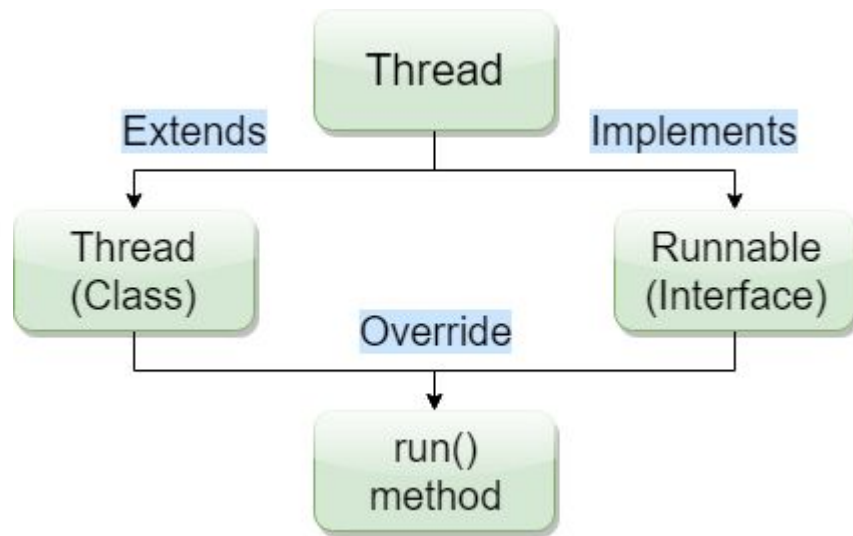 Thread
Extends
Implements
Thread
(Class)
Runnable
(Interface)
Override
run()
method